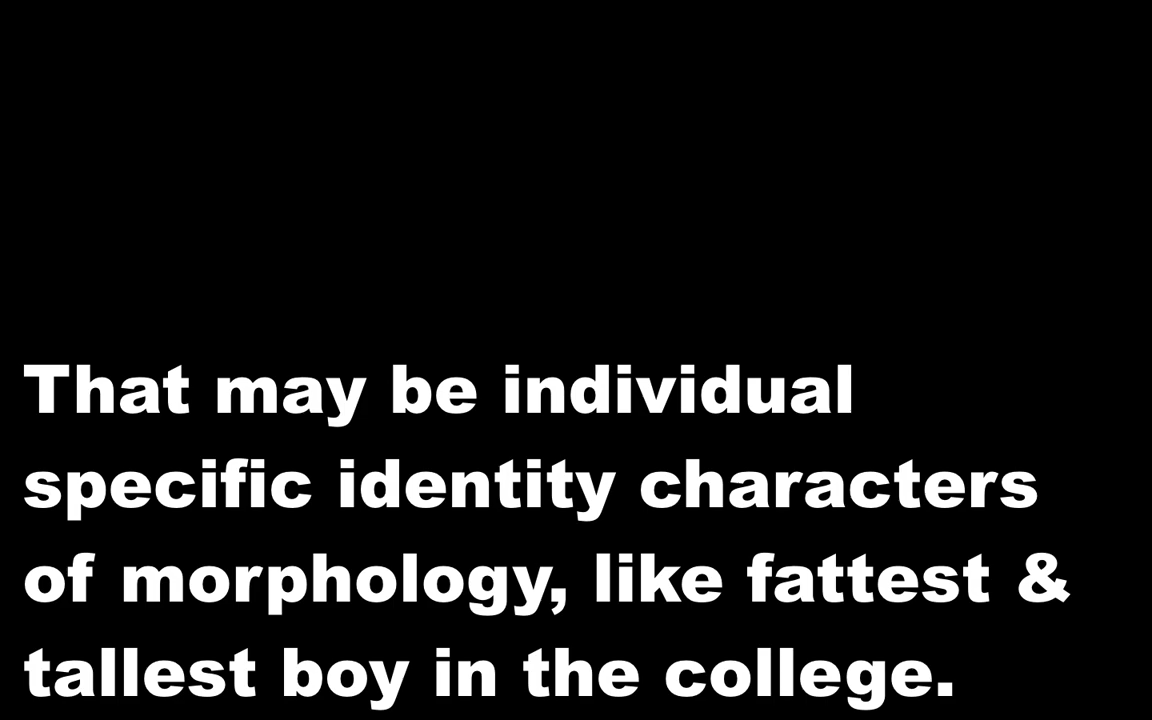 That may be individual
specific identity characters
of morphology, like fattest &
tallest boy in the college.